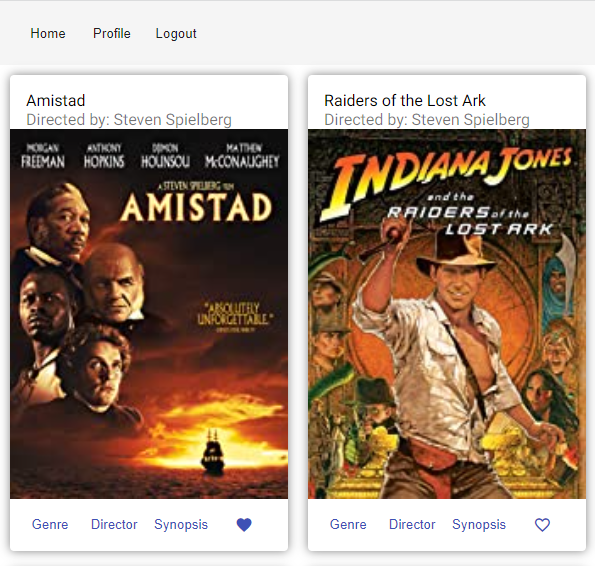 Home Profile Logout
Amistad
Directed by: Steven Spielberg
MORGAN FREEMAN
ANTHONY HOPKINS
DJIMON HOUNSOU
MATTHEW McCONAUGHEY
A STEVEN SPIELBERG FILM
AMISTAD
"ABSOLUTELY
UNFORGETTABLE."
Genre Director Synopsis
Raiders of the Lost Ark
Directed by: Steven Spielberg
INDIANA JONES
and the
RAIDERS of the
LOST ARK
Genre Director Synopsis